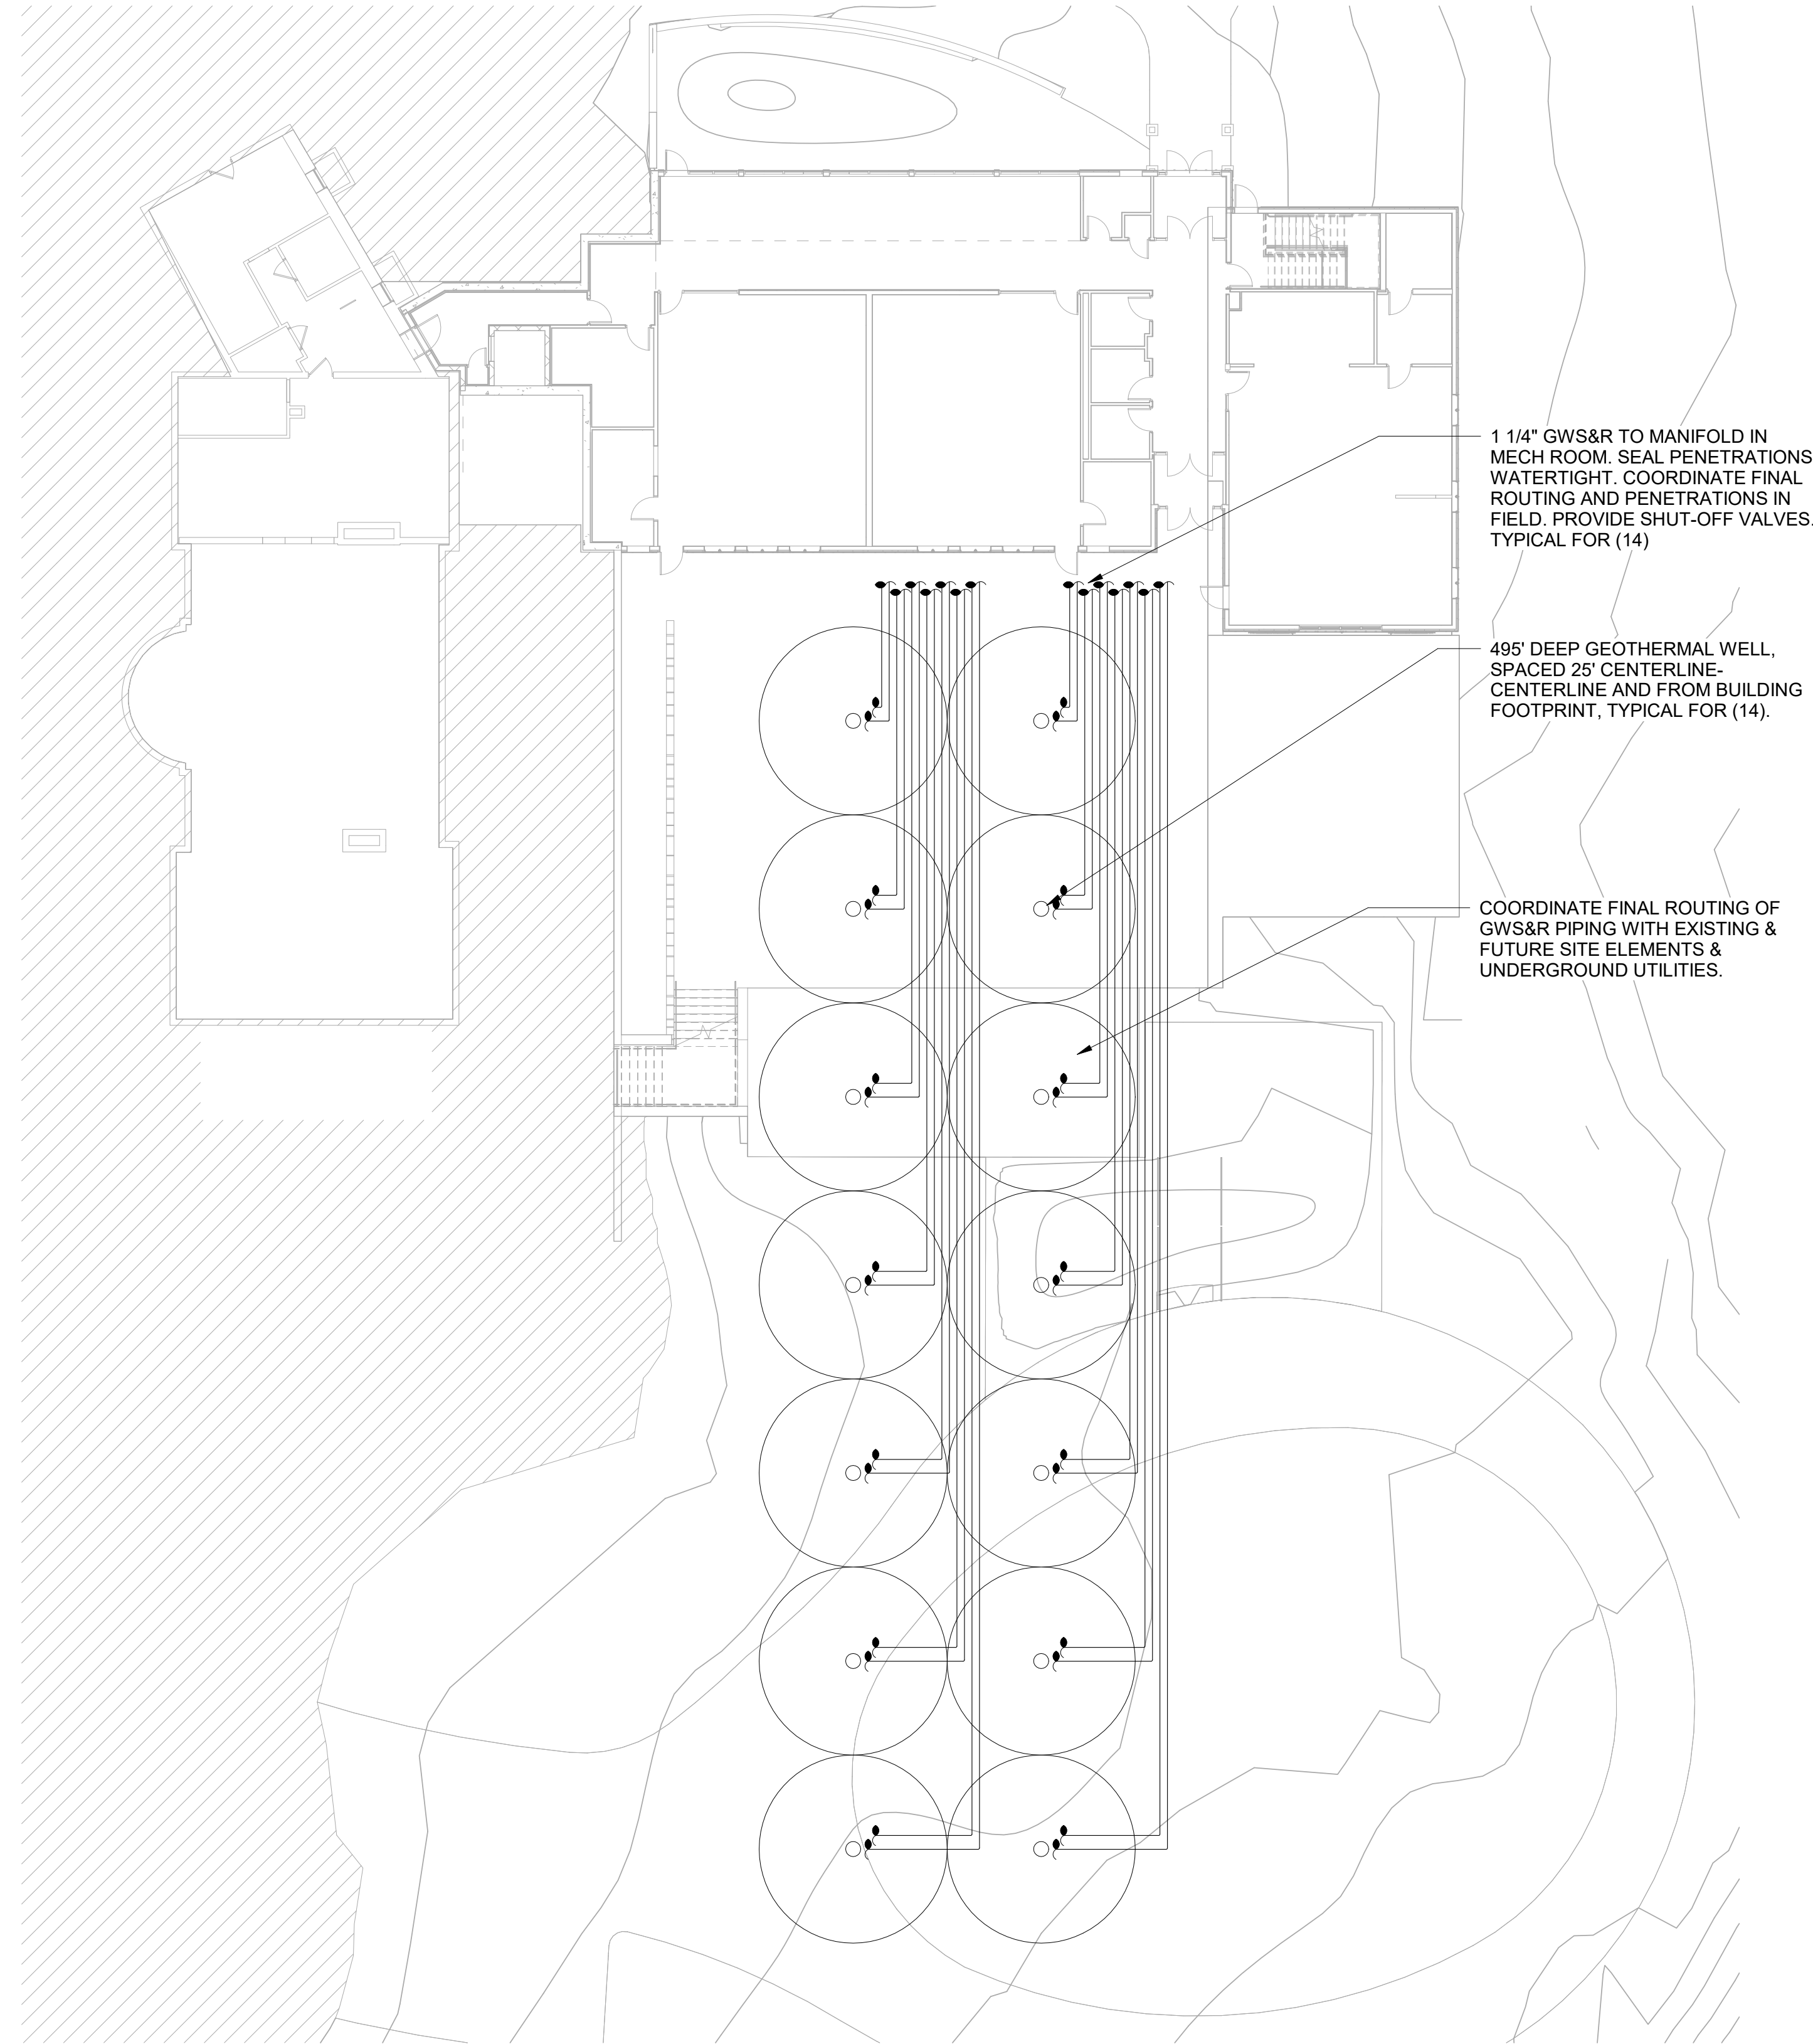 1 1/4" GWS&R TO MANIFOLD IN
MECH ROOM. SEAL PENETRATIONS
WATERTIGHT. COORDINATE FINAL
ROUTING AND PENETRATIONS IN
FIELD. PROVIDE SHUT-OFF VALVES.
TYPICAL FOR (14)
495' DEEP GEOTHERMAL WELL,
SPACED 25' CENTERLINE-
CENTERLINE AND FROM BUILDING
FOOTPRINT, TYPICAL FOR (14).
COORDINATE FINAL ROUTING OF
GWS&R PIPING WITH EXISTING &
FUTURE SITE ELEMENTS &
UNDERGROUND UTILITIES.